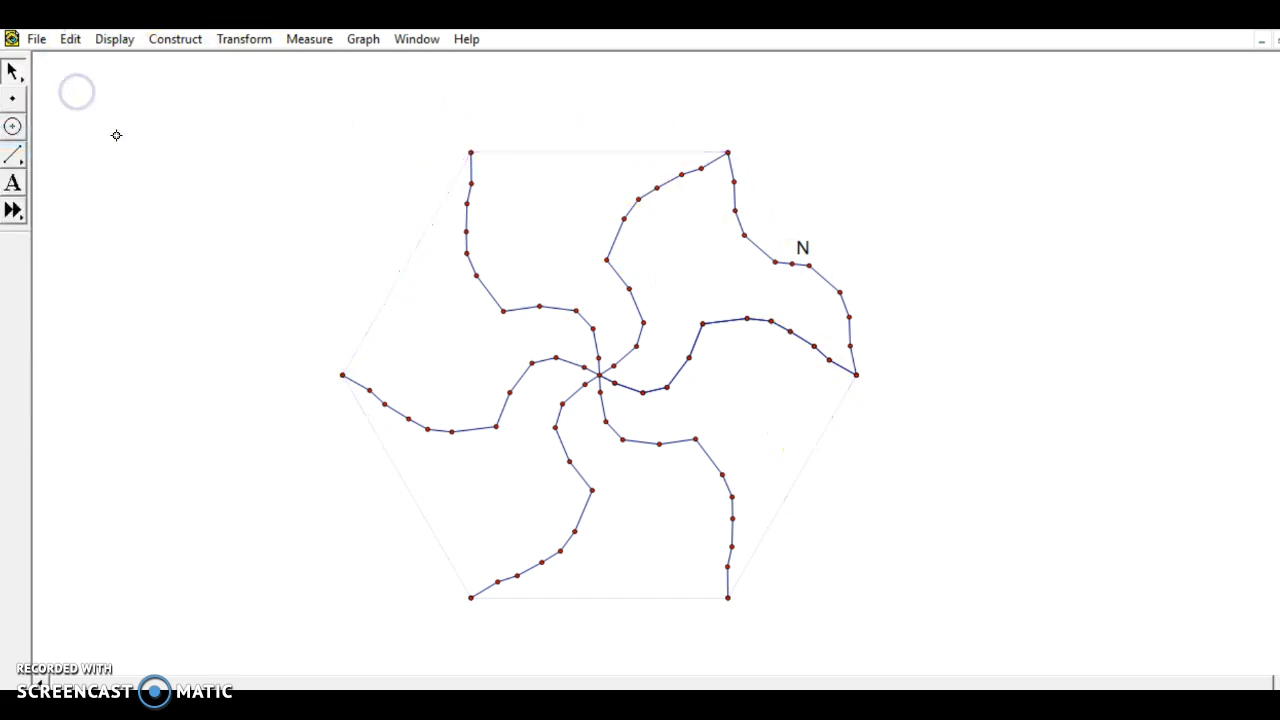 File Edit Display Construct Transform Measure Graph Window Help
A
N
RECORDED WITH
SCREENCAST MATIC